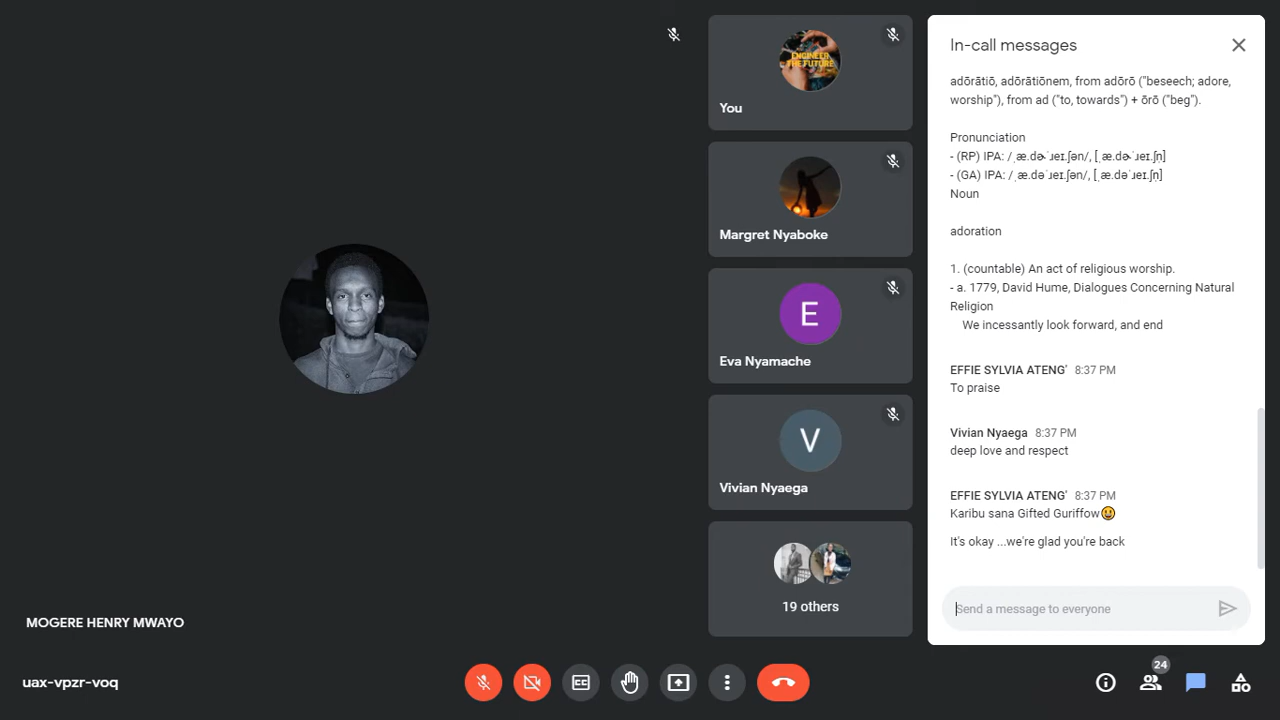 ENGINEER
THE FUTURE
You
Margret Nyaboke
E
Eva Nyamache
V
Vivian Nyaega
19 others
MOGERE HENRY MWAYO
uax-vpzr-voq
24
In-call messages
adōrātiō, adōrātiōnem, from adōrō ("beseech; adore,
worship"), from ad ("to, towards") + ōrō ("beg").
Pronunciation
- (RP) IPA: /ˌæ.dɚˈɹeɪ.ʃən/, [ˌæ.dɚˈɹeɪ.ʃn̩]
- (GA) IPA: /ˌæ.dəˈɹeɪ.ʃən/, [ˌæ.dəˈɹeɪ.ʃn̩]
Noun
adoration
1. (countable) An act of religious worship.
- a. 1779, David Hume, Dialogues Concerning Natural
Religion
We incessantly look forward, and end
EFFIE SYLVIA ATENG' 8:37 PM
To praise
Vivian Nyaega 8:37 PM
deep love and respect
EFFIE SYLVIA ATENG' 8:37 PM
Karibu sana Gifted Guriffow😃
It's okay ...we're glad you're back
Send a message to everyone